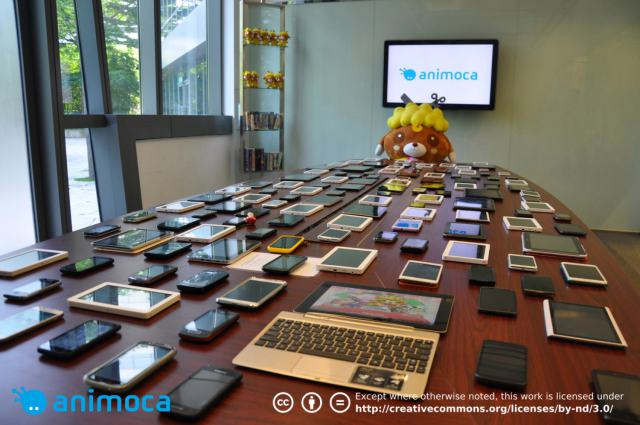 animoca
animoca
Except where otherwise noted, this work is licensed under
http://creativecommons.org/licenses/by-nd/3.0/